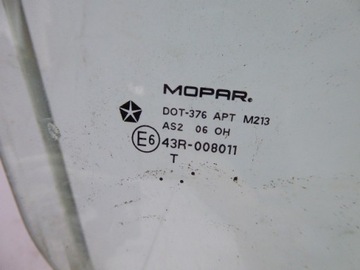 MOPAR®
DOT-376 APT M213
AS2 06 OH
E6 43R-008011
T